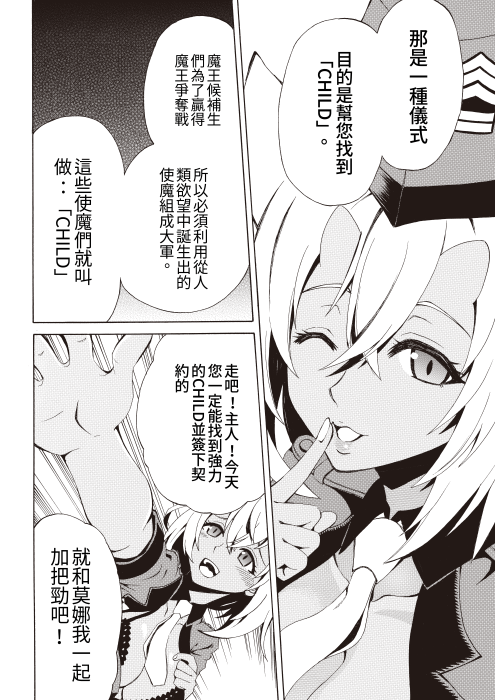 那是一種儀式
目的是幫您找到
「CHILD」。
魔王候補生
們為了贏得
魔王爭奪戰
所以必須利用從人
類欲望中誕生出的
使魔組成大軍。
這些使魔們就叫
做：「CHILD」
走吧！主人！今天
您一定能找到強力
的CHILD並簽下契
約的
就和莫娜我一起
加把勁吧！